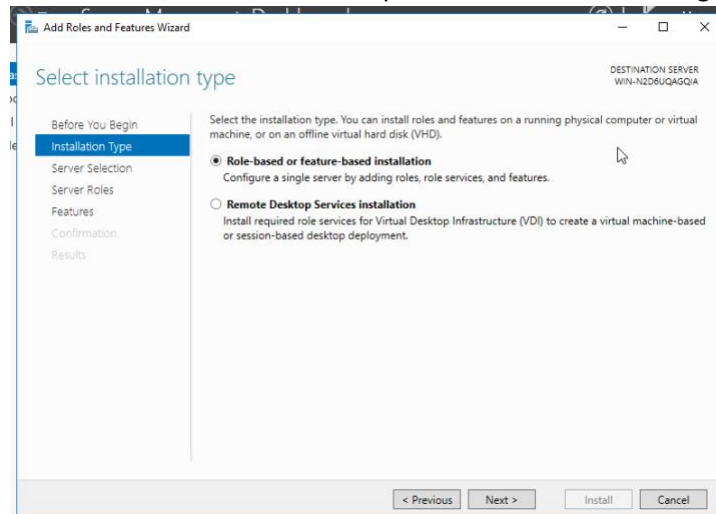 Add Roles and Features Wizard
Select installation type
DESTINATION SERVER
WIN-N2D6UQAGQIA
Before You Begin
Installation Type
Server Selection
Server Roles
Features
Confirmation
Results
Select the installation type. You can install roles and features on a running physical computer or virtual
machine, or on an offline virtual hard disk (VHD).
Role-based or feature-based installation
Configure a single server by adding roles, role services, and features.
Remote Desktop Services installation
Install required role services for Virtual Desktop Infrastructure (VDI) to create a virtual machine-based
or session-based desktop deployment.
< Previous
Next >
Install
Cancel